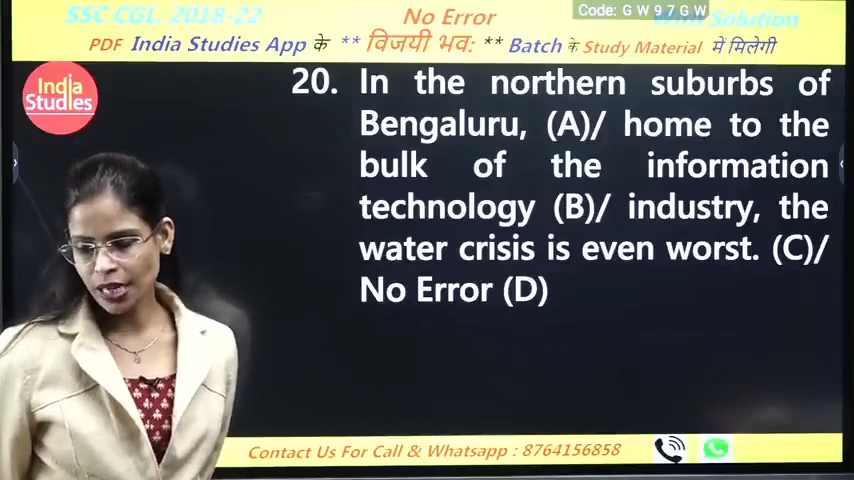 SSC CGL 2018-22 No Error Code: G W 9 7 G W Solution
PDF India Studies App के ** विजयी भव: ** Batch के Study Material में मिलेगी
India
Studies
20. In the northern suburbs of
Bengaluru, (A)/ home to the
bulk of the information
technology (B)/ industry, the
water crisis is even worst. (C)/
No Error (D)
Contact Us For Call & Whatsapp : 8764156858